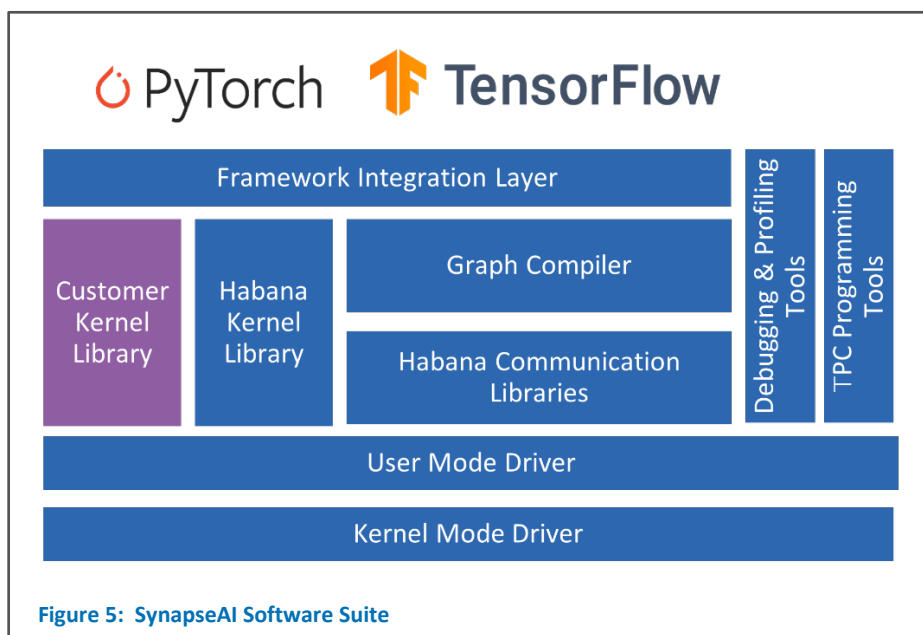 PyTorch
TensorFlow
Framework Integration Layer
Customer
Kernel
Library
Habana
Kernel
Library
Graph Compiler
Habana Communication
Libraries
Debugging & Profiling
Tools
TPC Programming
Tools
User Mode Driver
Kernel Mode Driver
Figure 5: SynapseAI Software Suite